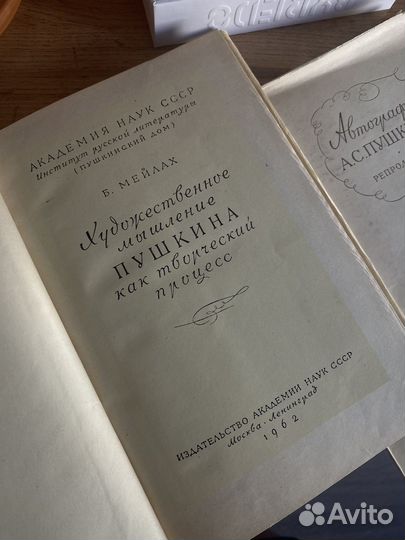 АКАДЕМИЯ НАУК СССР
Институт русской литературы
(ПУШКИНСКИЙ ДОМ)
Б. МЕЙЛАХ
Художественное
мышление
ПУШКИНА
как творческий
процесс
ИЗДАТЕЛЬСТВО АКАДЕМИИ НАУК СССР
Москва · Ленинград
1962
Автограф
А.С.ПУШК
РЕПРОД
Avito